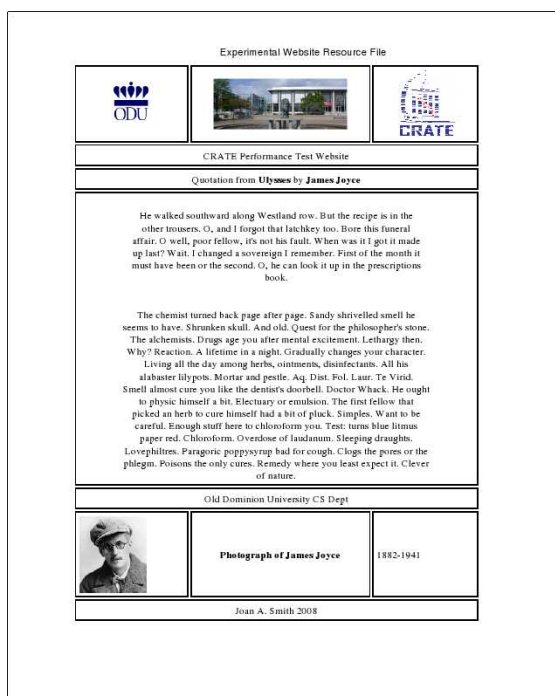 Experimental Website Resource File
ODU
CRATE
CRATE Performance Test Website
Quotation from Ulysses by James Joyce
He walked southward along Westland row. But the recipe is in the
other trousers. O, and I forgot that latchkey too. Bore this funeral
affair. O well, poor fellow, it's not his fault. When was it I got it made
up last? Wait. I changed a sovereign I remember. First of the month it
must have been or the second. O, he can look it up in the prescriptions
book.
The chemist turned back page after page. Sandy shrivelled smell he
seems to have. Shrunken skull. And old. Quest for the philosopher's stone.
The alchemists. Drugs age you after mental excitement. Lethargy then.
Why? Reaction. A lifetime in a night. Gradually changes your character.
Living all the day among herbs, ointments, disinfectants. All his
alabaster lilypots. Mortar and pestle. Aq. Dist. Fol. Laur. Te Virid.
Smell almost cure you like the dentist's doorbell. Doctor Whack. He ought
to physic himself a bit. Electuary or emulsion. The first fellow that
picked an herb to cure himself had a bit of pluck. Simples. Want to be
careful. Enough stuff here to chloroform you. Test: turns blue litmus
paper red. Chloroform. Overdose of laudanum. Sleeping draughts.
Lovephiltres. Paragoric poppysyrup bad for cough. Clogs the pores or the
phlegm. Poisons the only cures. Remedy where you least expect it. Clever
of nature.
Old Dominion University CS Dept
Photograph of James Joyce
1882-1941
Joan A. Smith 2008